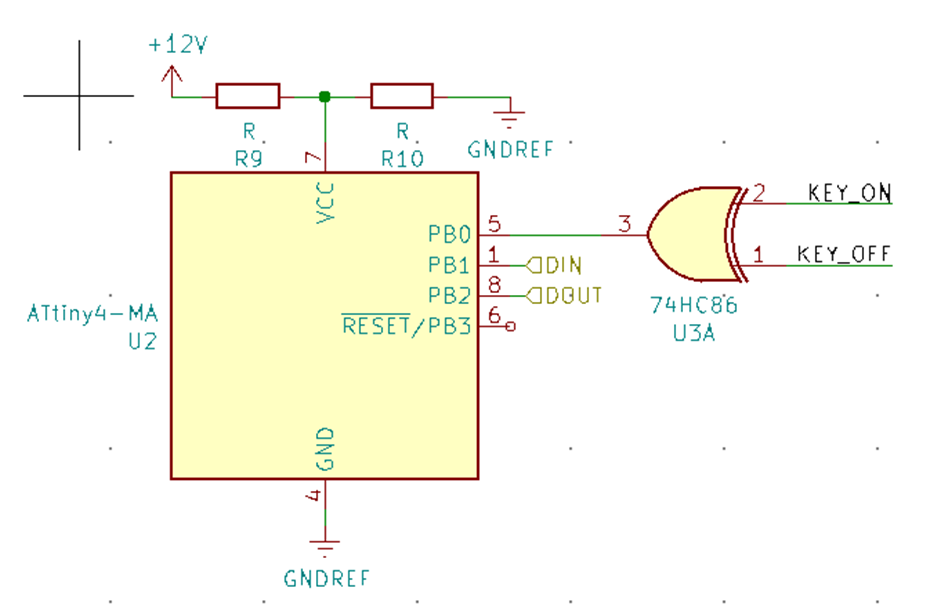 +12V
R
R9
R
R10
GNDREF
7
VCC
2
KEY_ON
PB0
5
3
PB1
1
DIN
1
KEY_OFF
PB2
8
DOUT
74HC86
U3A
ATtiny4-MA
U2
RESET/PB3
6
GND
4
GNDREF